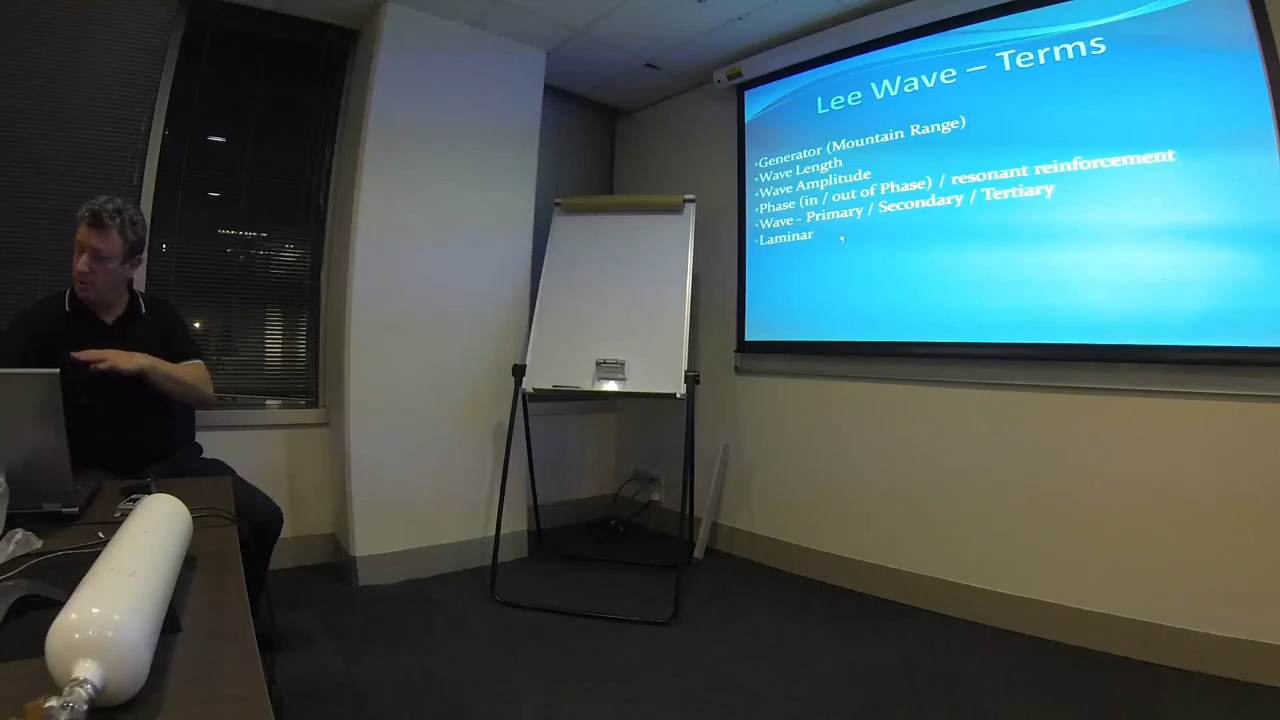 Lee Wave – Terms
•Generator (Mountain Range)
•Wave Length
•Wave Amplitude
•Phase (in / out of Phase) / resonant reinforcement
•Wave - Primary / Secondary / Tertiary
•Laminar